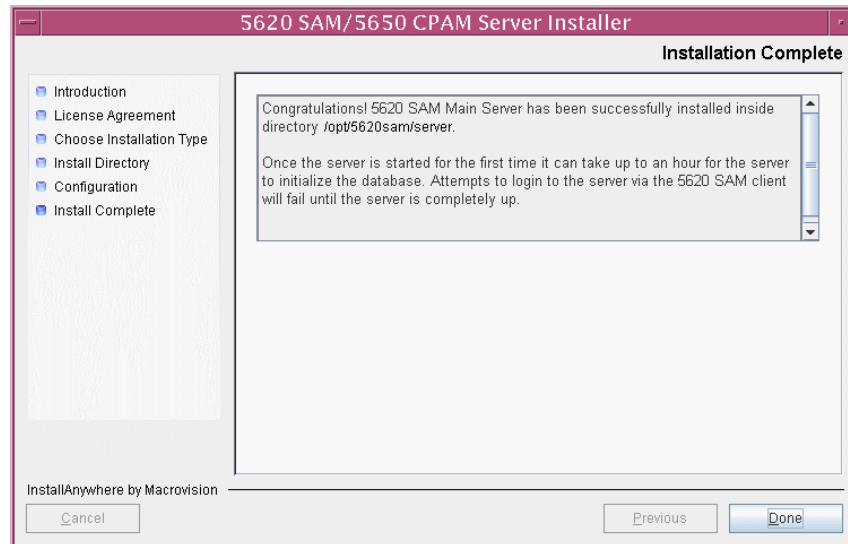 5620 SAM/5650 CPAM Server Installer
Installation Complete
Introduction
License Agreement
Choose Installation Type
Install Directory
Configuration
Install Complete
Congratulations! 5620 SAM Main Server has been successfully installed inside
directory /opt/5620sam/server.
Once the server is started for the first time it can take up to an hour for the server
to initialize the database. Attempts to login to the server via the 5620 SAM client
will fail until the server is completely up.
InstallAnywhere by Macrovision
Cancel
Previous
Done